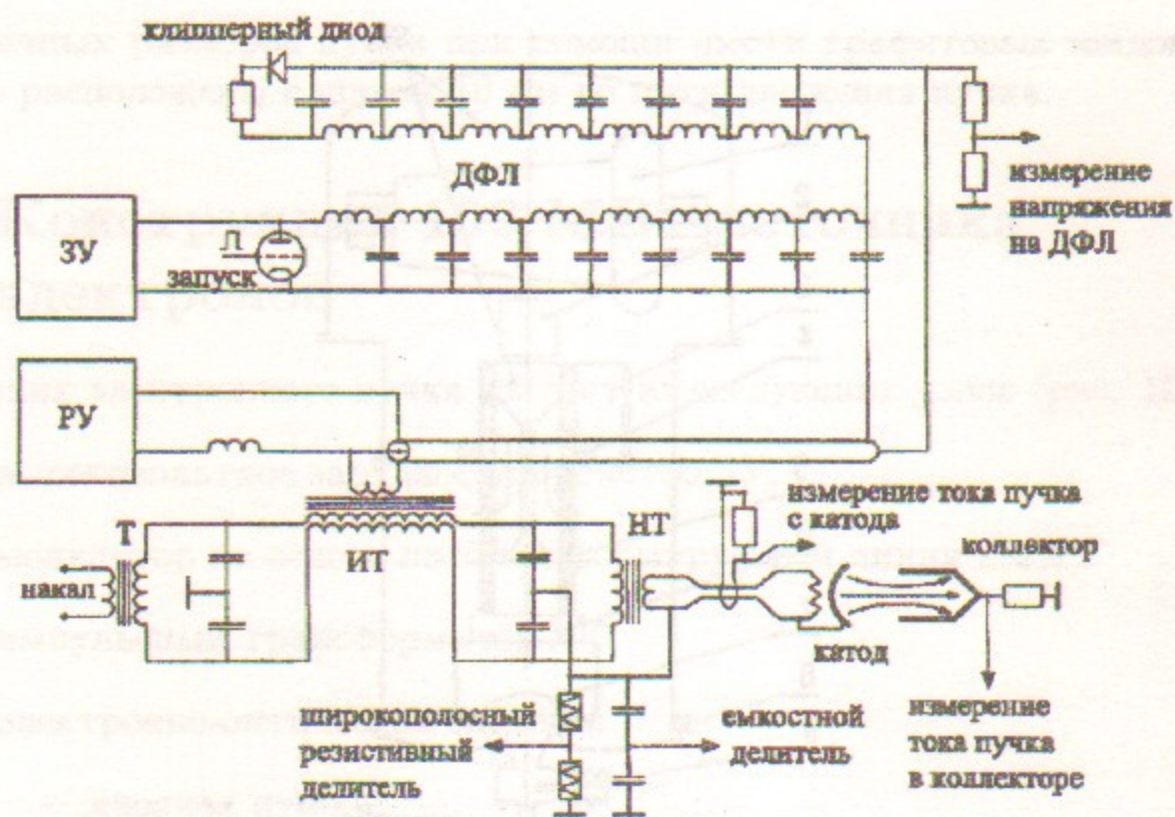 клипперный диод
ДФЛ
измерение
напряжения
на ДФЛ
ЗУ
Л
запуск
РУ
измерение тока пучка
с катода
Т
НТ
коллектор
ИТ
накал
катод
широкополосный
резистивный
делитель
емкостной
делитель
измерение
тока пучка
в коллекторе